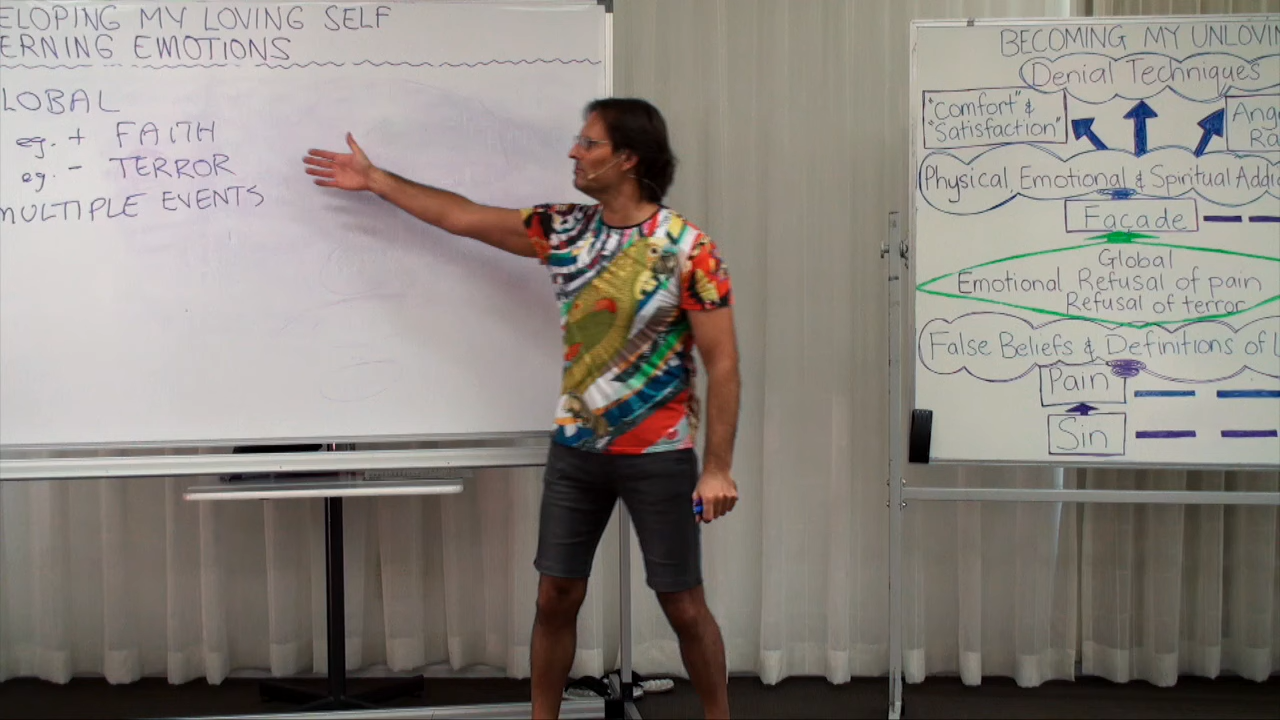 ELOPING MY LOVING SELF
ERNING EMOTIONS
LOBAL
eg. + FAITH
eg. - TERROR
MULTIPLE EVENTS
BECOMING MY UNLOVIN
Denial Techniques
"Comfort" &
"Satisfaction"
Ang
Ra
Physical, Emotional & Spiritual Addic
Façade
Global
Emotional Refusal of pain
Refusal of terror
False Beliefs & Definitions of L
Pain
Sin